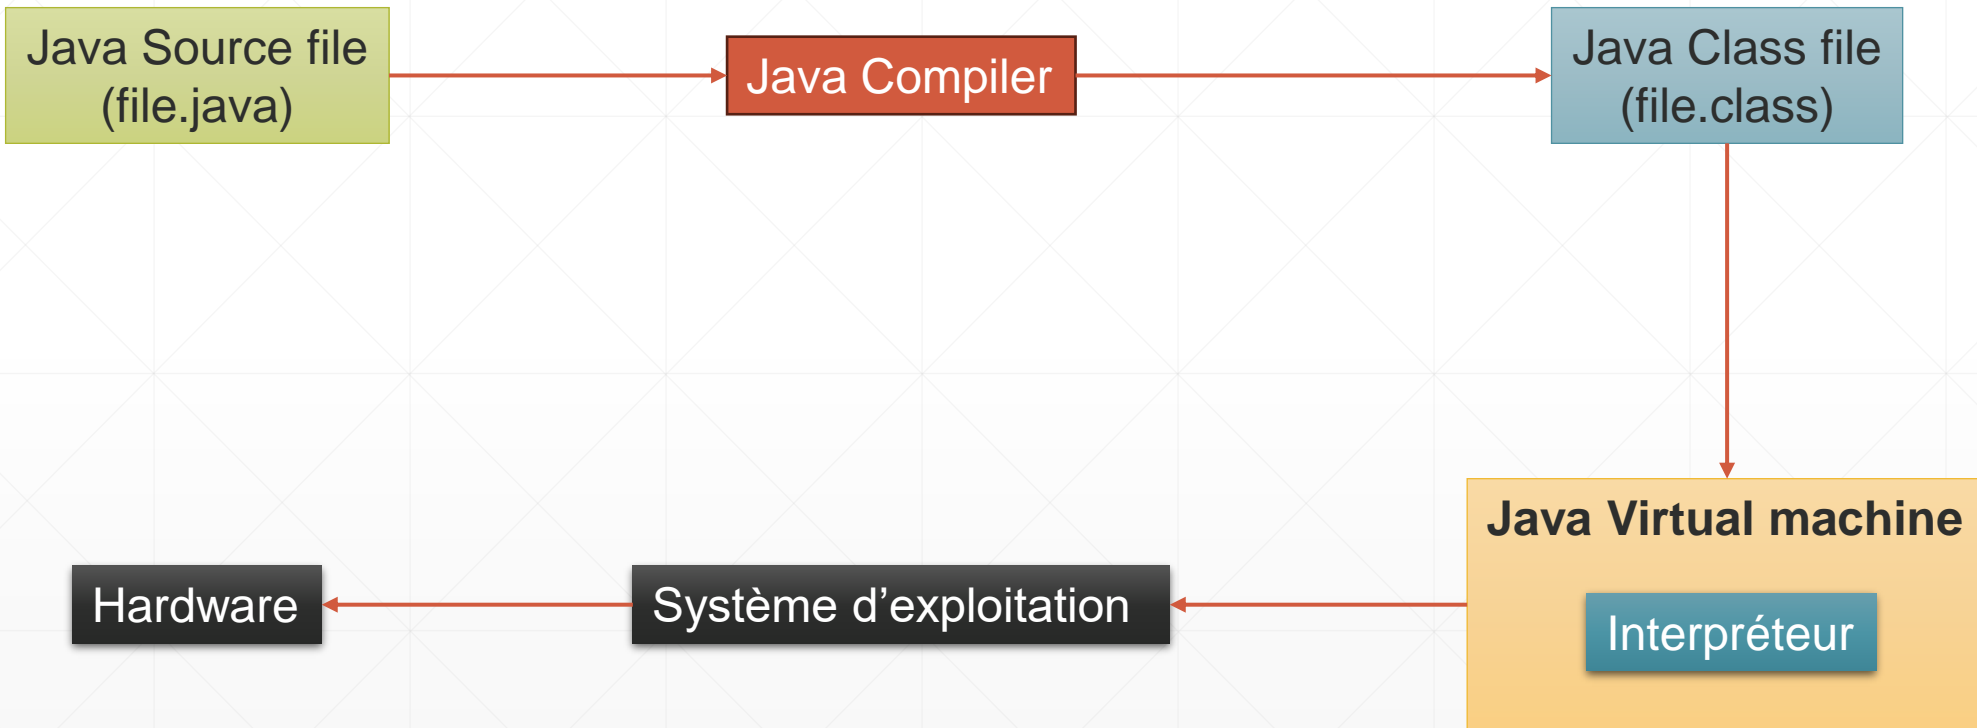 Java Source file
(file.java)
Java Compiler
Java Class file
(file.class)
Java Virtual machine
Interpréteur
Système d’exploitation
Hardware